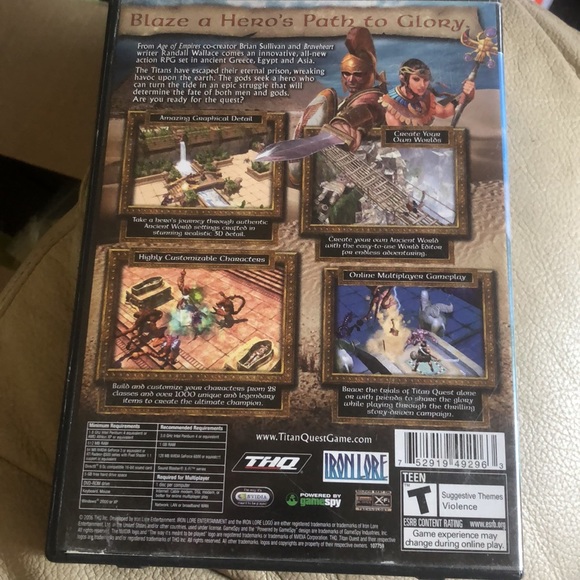 Blaze a Hero's Path to Glory.
From Age of Empires co-creator Brian Sullivan and Braveheart
writer Randall Wallace comes an innovative, all-new
action RPG set in ancient Greece, Egypt and Asia.
The Titans have escaped their eternal prison, wreaking
havoc upon the earth. The gods seek a hero who
can turn the tide in an epic struggle that will
determine the fate of both men and gods.
Are you ready for the quest?
Amazing Graphical Detail
Take a hero's journey through authentic
Ancient World settings crafted in
stunning realistic 3D detail.
Create Your
Own Worlds
Create your own Ancient World
with the easy-to-use World Editor
for endless adventuring.
Highly Customizable Characters
Build and customize your characters from 28
classes and over 1000 unique and legendary
items to create the ultimate champion.
Online Multiplayer Gameplay
Brave the trials of Titan Quest alone
or with friends to share the glory
while playing through the thrilling
story-driven campaign.
Minimum Requirements
Recommended Requirements
Required for Multiplayer
www.TitanQuestGame.com
THQ
IRON LORE
NVIDIA
POWERED BY
gamespy
7 52919 49296 3
TEEN
T
Suggestive Themes
Violence
ESRB CONTENT RATING www.esrb.org
Game experience may
change during online play.
107759